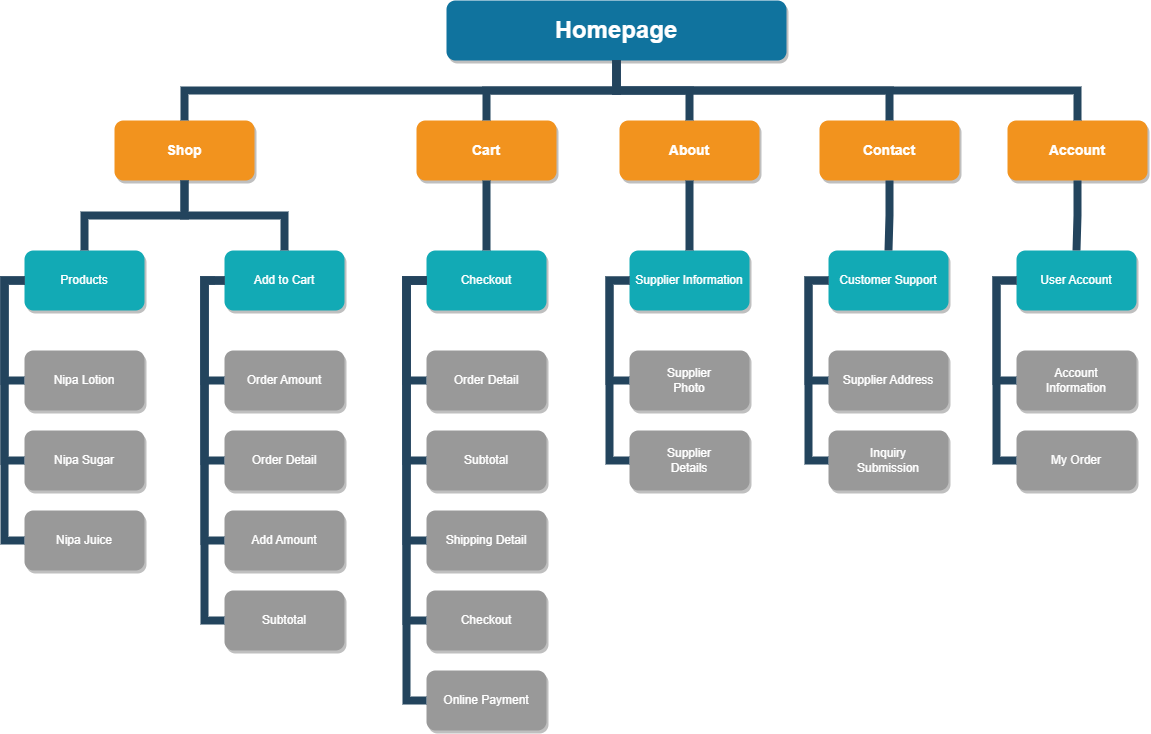 Homepage
Shop
Cart
About
Contact
Account
Products
Add to Cart
Checkout
Supplier Information
Customer Support
User Account
Nipa Lotion
Order Amount
Order Detail
Supplier
Photo
Supplier Address
Account
Information
Nipa Sugar
Order Detail
Subtotal
Supplier
Details
Inquiry
Submission
My Order
Nipa Juice
Add Amount
Shipping Detail
Subtotal
Checkout
Online Payment